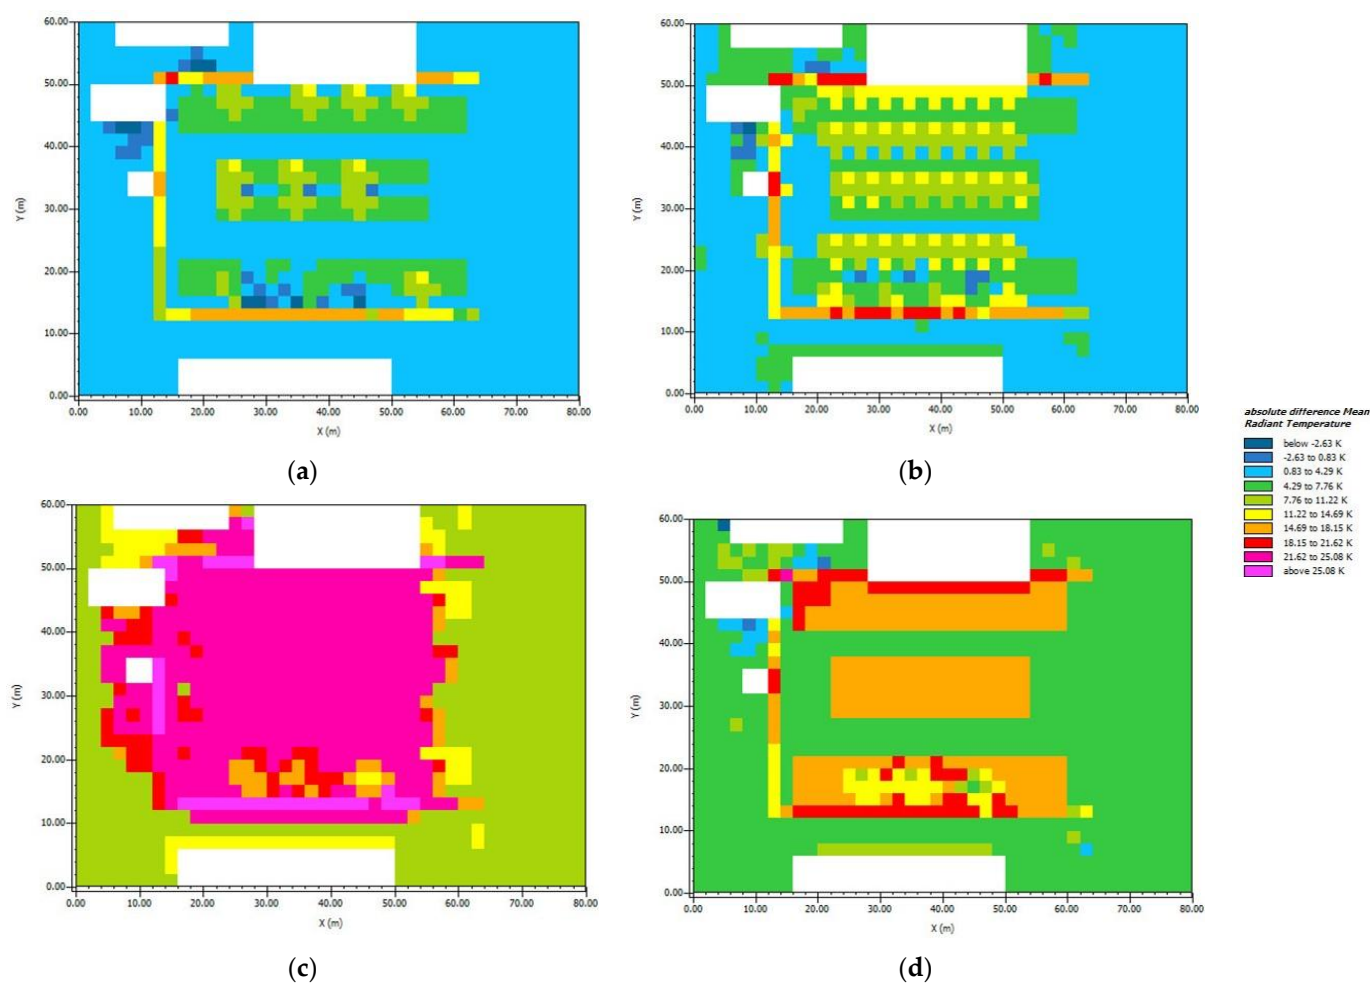 60.00
50.00
40.00
30.00
20.00
10.00
0.00
Y (m)
0.00 10.00 20.00 30.00 40.00 50.00 60.00 70.00 80.00
X (m)
(a)
60.00
50.00
40.00
30.00
20.00
10.00
0.00
Y (m)
0.00 10.00 20.00 30.00 40.00 50.00 60.00 70.00 80.00
X (m)
(b)
60.00
50.00
40.00
30.00
20.00
10.00
0.00
Y (m)
0.00 10.00 20.00 30.00 40.00 50.00 60.00 70.00 80.00
X (m)
(c)
60.00
50.00
40.00
30.00
20.00
10.00
0.00
Y (m)
0.00 10.00 20.00 30.00 40.00 50.00 60.00 70.00 80.00
X (m)
(d)
absolute difference Mean
Radiant Temperature
below -2.63 K
-2.63 to 0.83 K
0.83 to 4.29 K
4.29 to 7.76 K
7.76 to 11.22 K
11.22 to 14.69 K
14.69 to 18.15 K
18.15 to 21.62 K
21.62 to 25.08 K
above 25.08 K